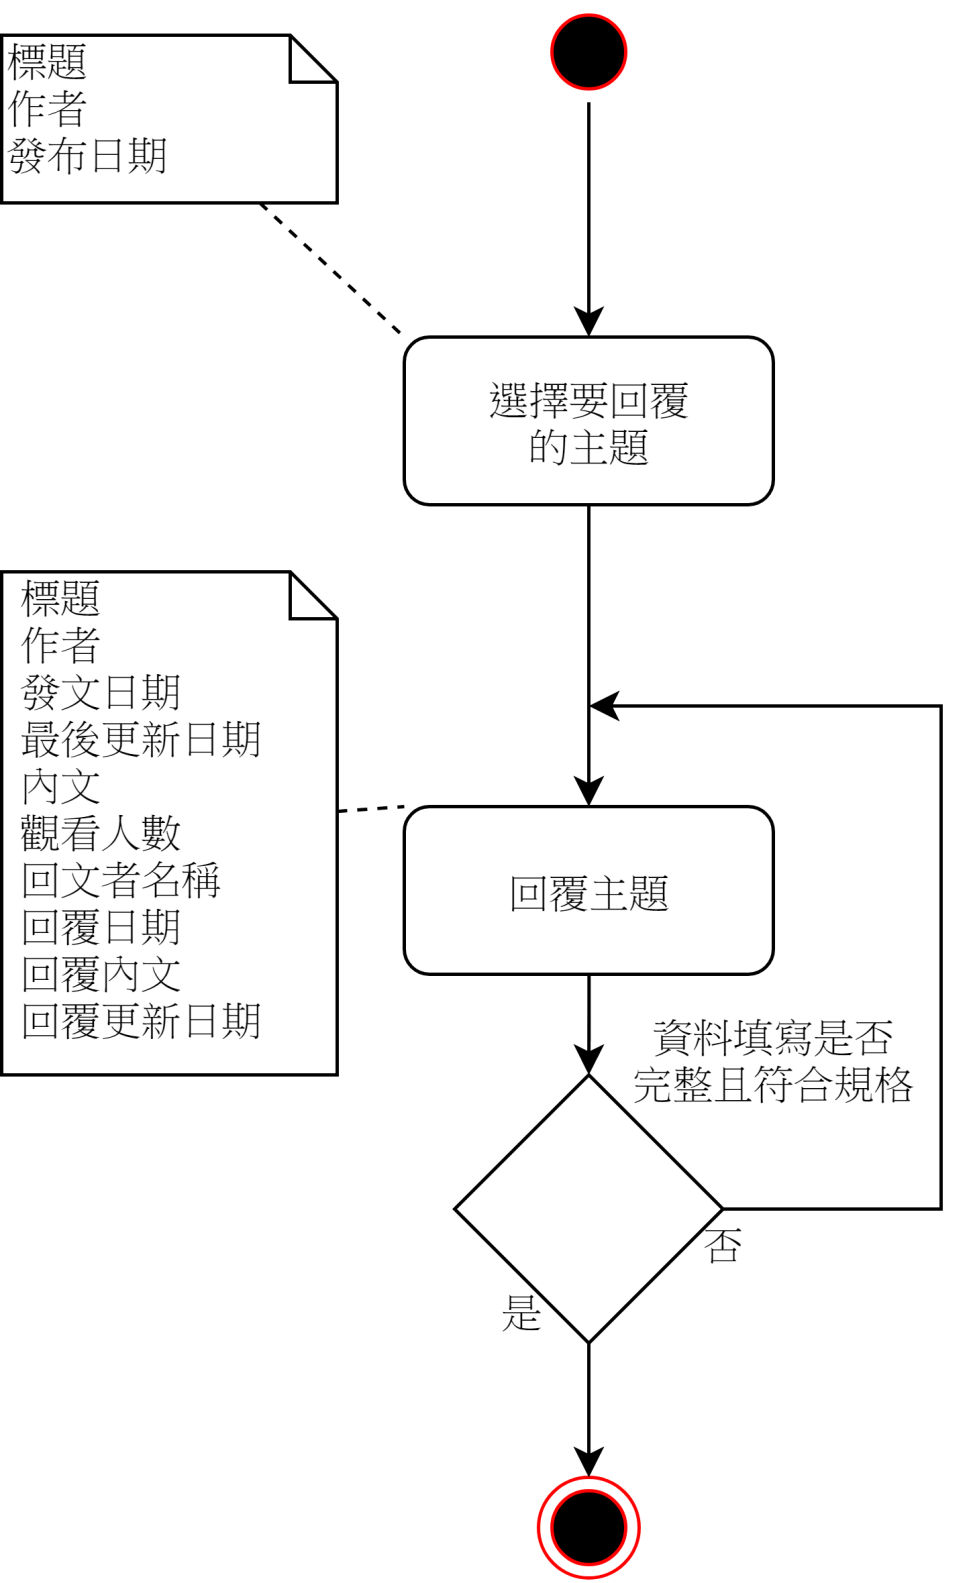 標題
作者
發布日期
選擇要回覆
的主題
標題
作者
發文日期
最後更新日期
內文
觀看人數
回文者名稱
回覆日期
回覆內文
回覆更新日期
回覆主題
資料填寫是否
完整且符合規格
否
是